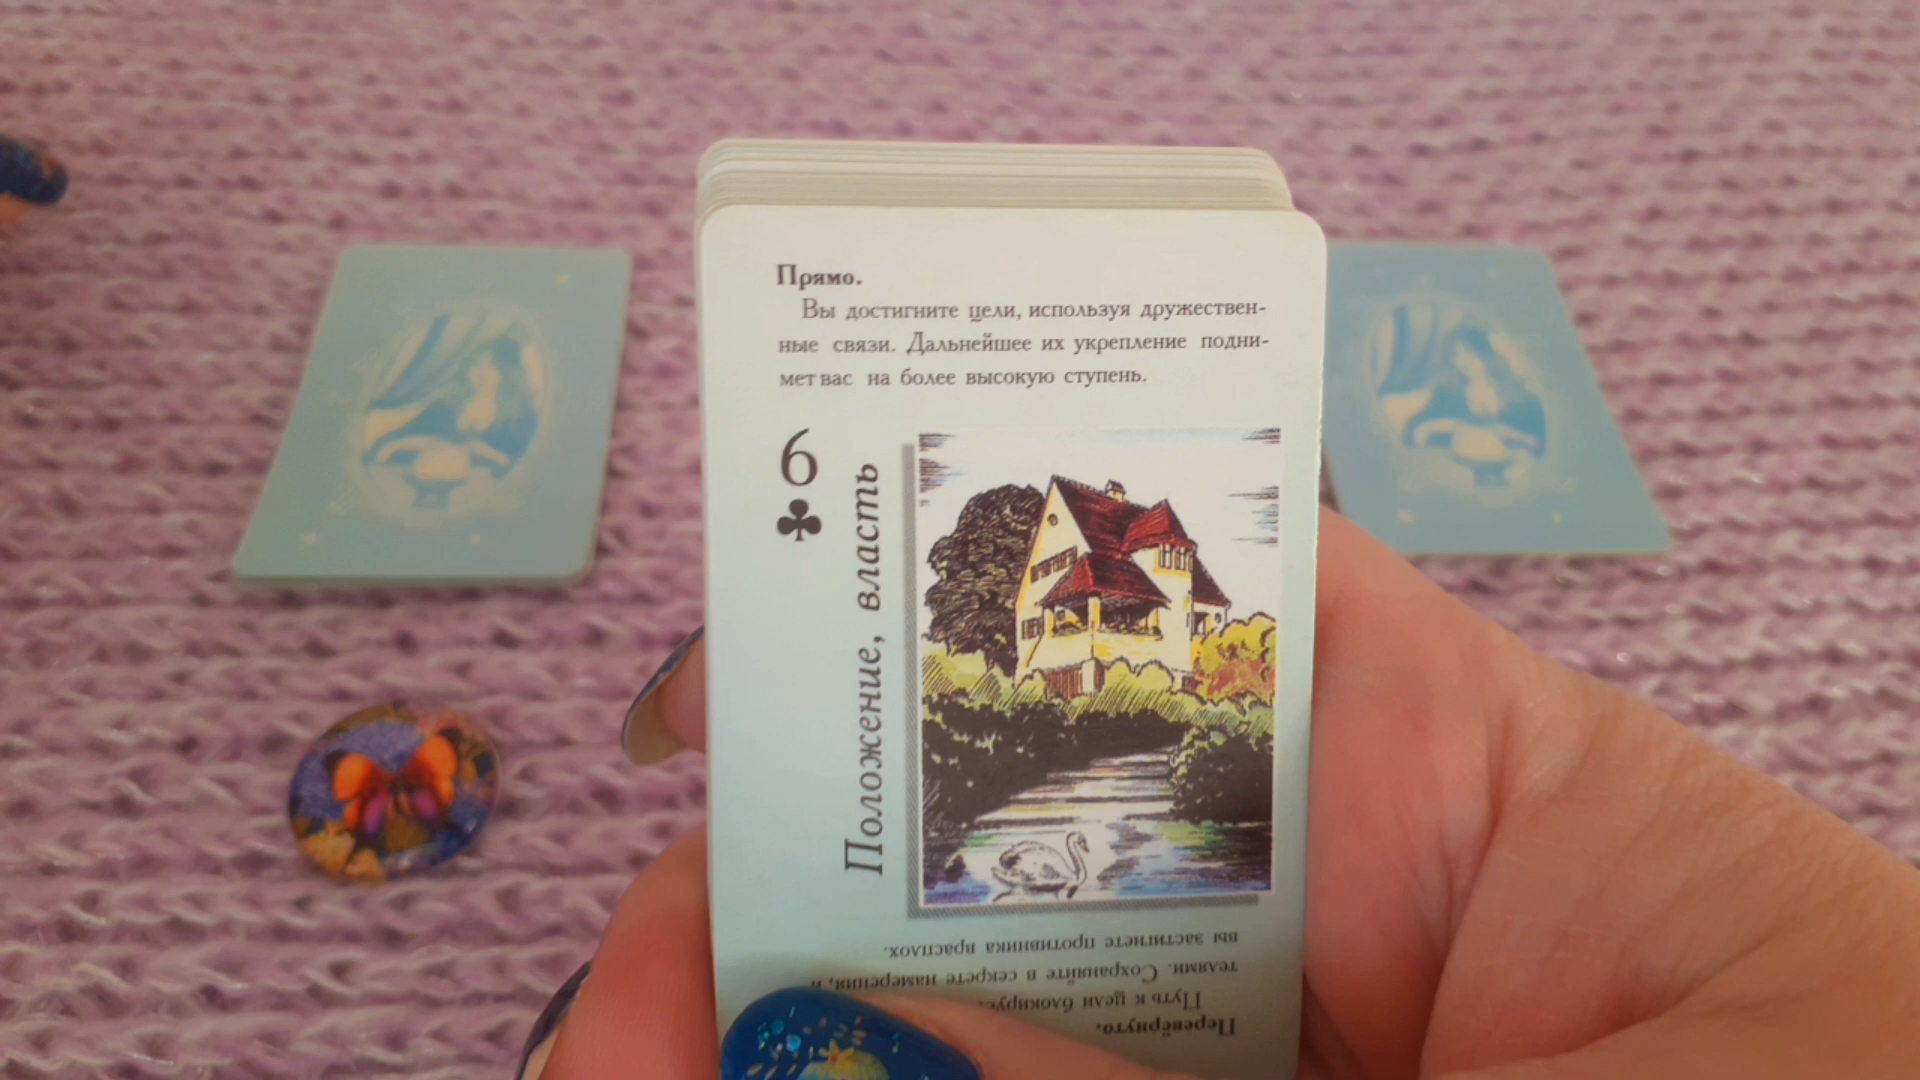 Прямо.
Вы достигните цели, используя дружествен-
ные связи. Дальнейшее их укрепление подни-
мет вас на более высокую ступень.
6
Положение, власть
Перевёрнуто.
Путь к цели
телями. Сохраняйте в секрете намерения, и
вы застигнете противника врасплох.